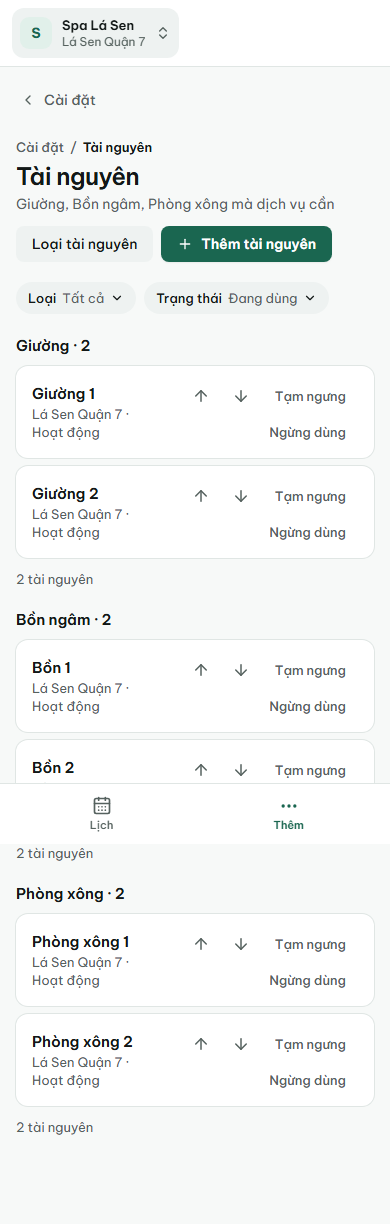 S
Spa Lá Sen
Lá Sen Quận 7
Cài đặt
Cài đặt / Tài nguyên
Tài nguyên
Giường, Bồn ngâm, Phòng xông mà dịch vụ cần
Loại tài nguyên
Thêm tài nguyên
Loại Tất cả
Trạng thái Đang dùng
Giường · 2
Giường 1
Lá Sen Quận 7 ·
Hoạt động
Tạm ngưng
Ngừng dùng
Giường 2
Lá Sen Quận 7 ·
Hoạt động
Tạm ngưng
Ngừng dùng
2 tài nguyên
Bồn ngâm · 2
Bồn 1
Lá Sen Quận 7 ·
Hoạt động
Tạm ngưng
Ngừng dùng
Bồn 2
Tạm ngưng
Lịch
Thêm
2 tài nguyên
Phòng xông · 2
Phòng xông 1
Lá Sen Quận 7 ·
Hoạt động
Tạm ngưng
Ngừng dùng
Phòng xông 2
Lá Sen Quận 7 ·
Hoạt động
Tạm ngưng
Ngừng dùng
2 tài nguyên